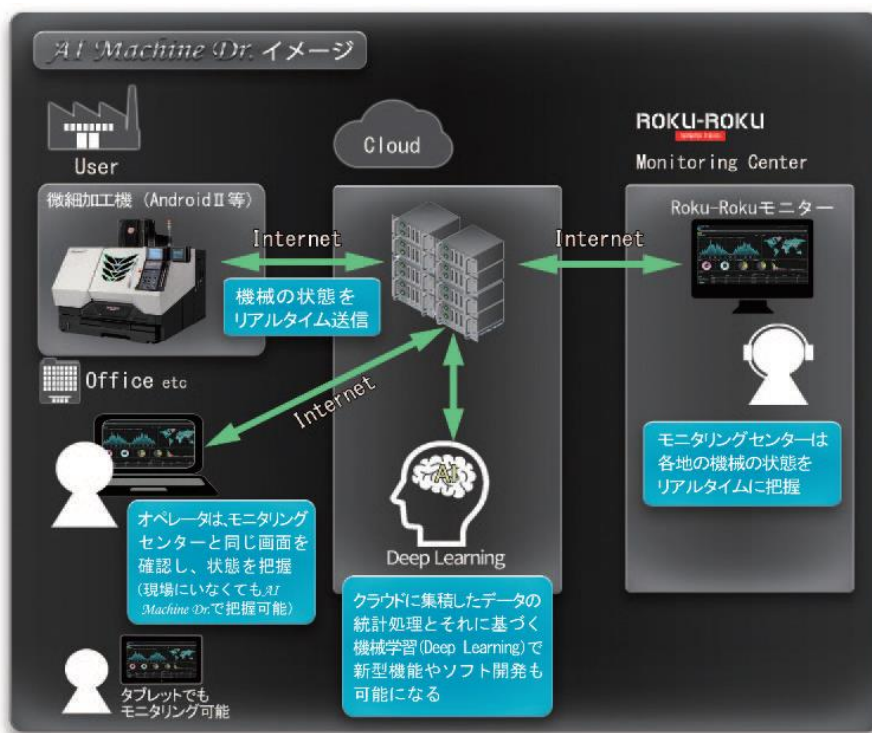 AI Machine Dr. イメージ
User
微細加工機 (AndroidⅡ等)
Internet
機械の状態を
リアルタイム送信
Office etc
オペレータは、モニタリング
センターと同じ画面を
確認し、状態を把握
(現場にいなくてもAI
Machine Dr.で把握可能)
タブレットでも
モニタリング可能
Cloud
Internet
AI
Deep Learning
クラウドに集積したデータの
統計処理とそれに基づく
機械学習(Deep Learning)で
新型機能やソフト開発も
可能になる
Internet
ROKU-ROKU
Monitoring Center
Roku-Rokuモニター
モニタリングセンターは
各地の機械の状態を
リアルタイムに把握